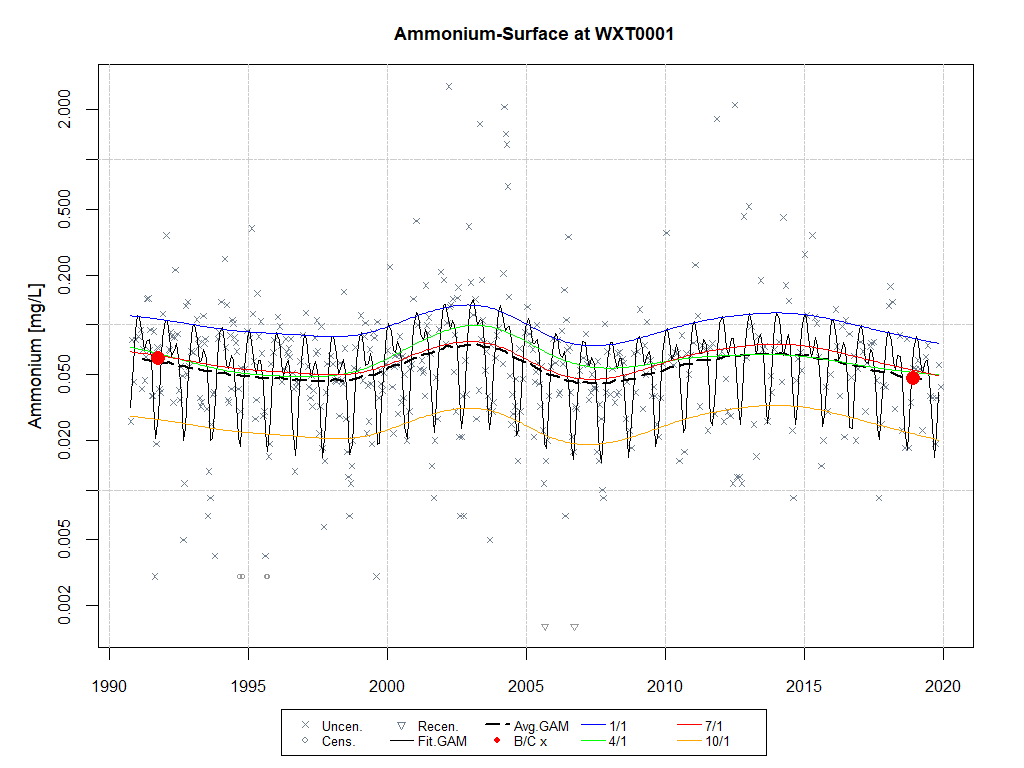 Ammonium-Surface at WXT0001
Ammonium [mg/L]
2.000
0.500
0.200
0.050
0.020
0.005
0.002
1990 1995 2000 2005 2010 2015 2020
Uncen. Recen. Avg.GAM 1/1 7/1
Cens. Fit.GAM B/C x 4/1 10/1